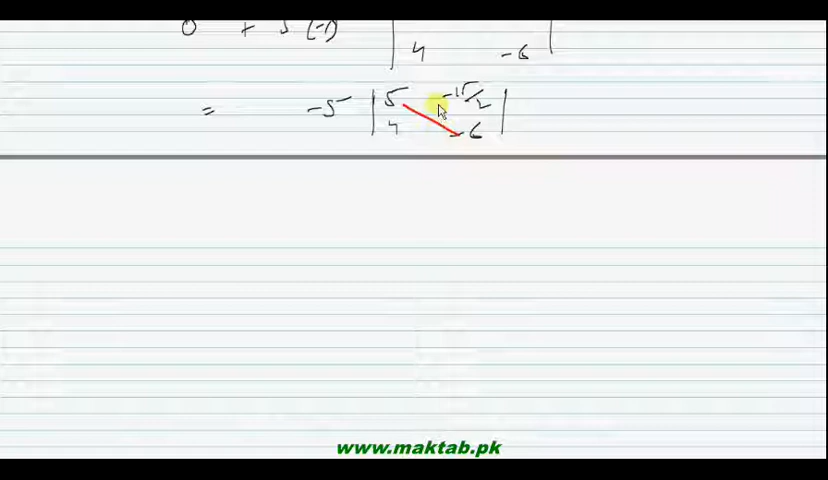 0 + 5 (-1) |
| 4 -6 |
= -5 | 5 -15/2 |
| 4 -6 |
www.maktab.pk